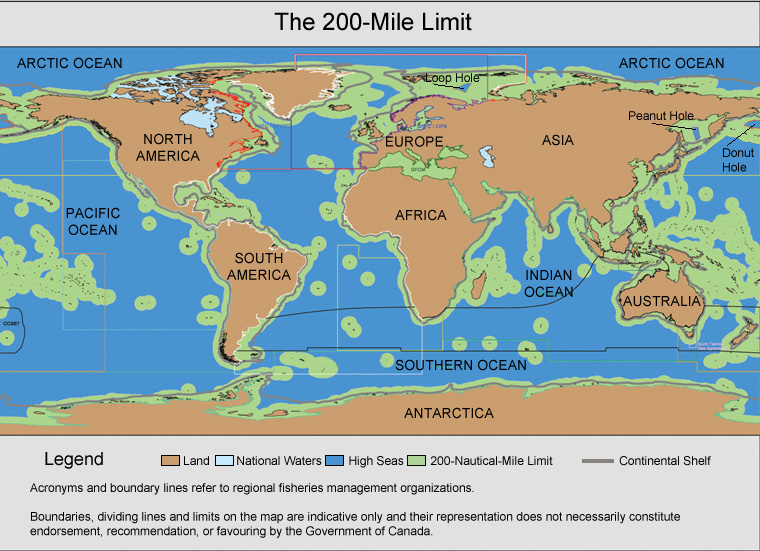 The 200-Mile Limit
ARCTIC OCEAN
ARCTIC OCEAN
Loop Hole
Peanut Hole
NORTH
AMERICA
EUROPE
ASIA
Donut
Hole
GFCM
PACIFIC
OCEAN
AFRICA
SOUTH
AMERICA
INDIAN
OCEAN
AUSTRALIA
CCSBT
SOUTHERN OCEAN
ANTARCTICA
Legend
Land
National Waters
High Seas
200-Nautical-Mile Limit
Continental Shelf
Acronyms and boundary lines refer to regional fisheries management organizations.
Boundaries, dividing lines and limits on the map are indicative only and their representation does not necessarily constitute
endorsement, recommendation, or favouring by the Government of Canada.